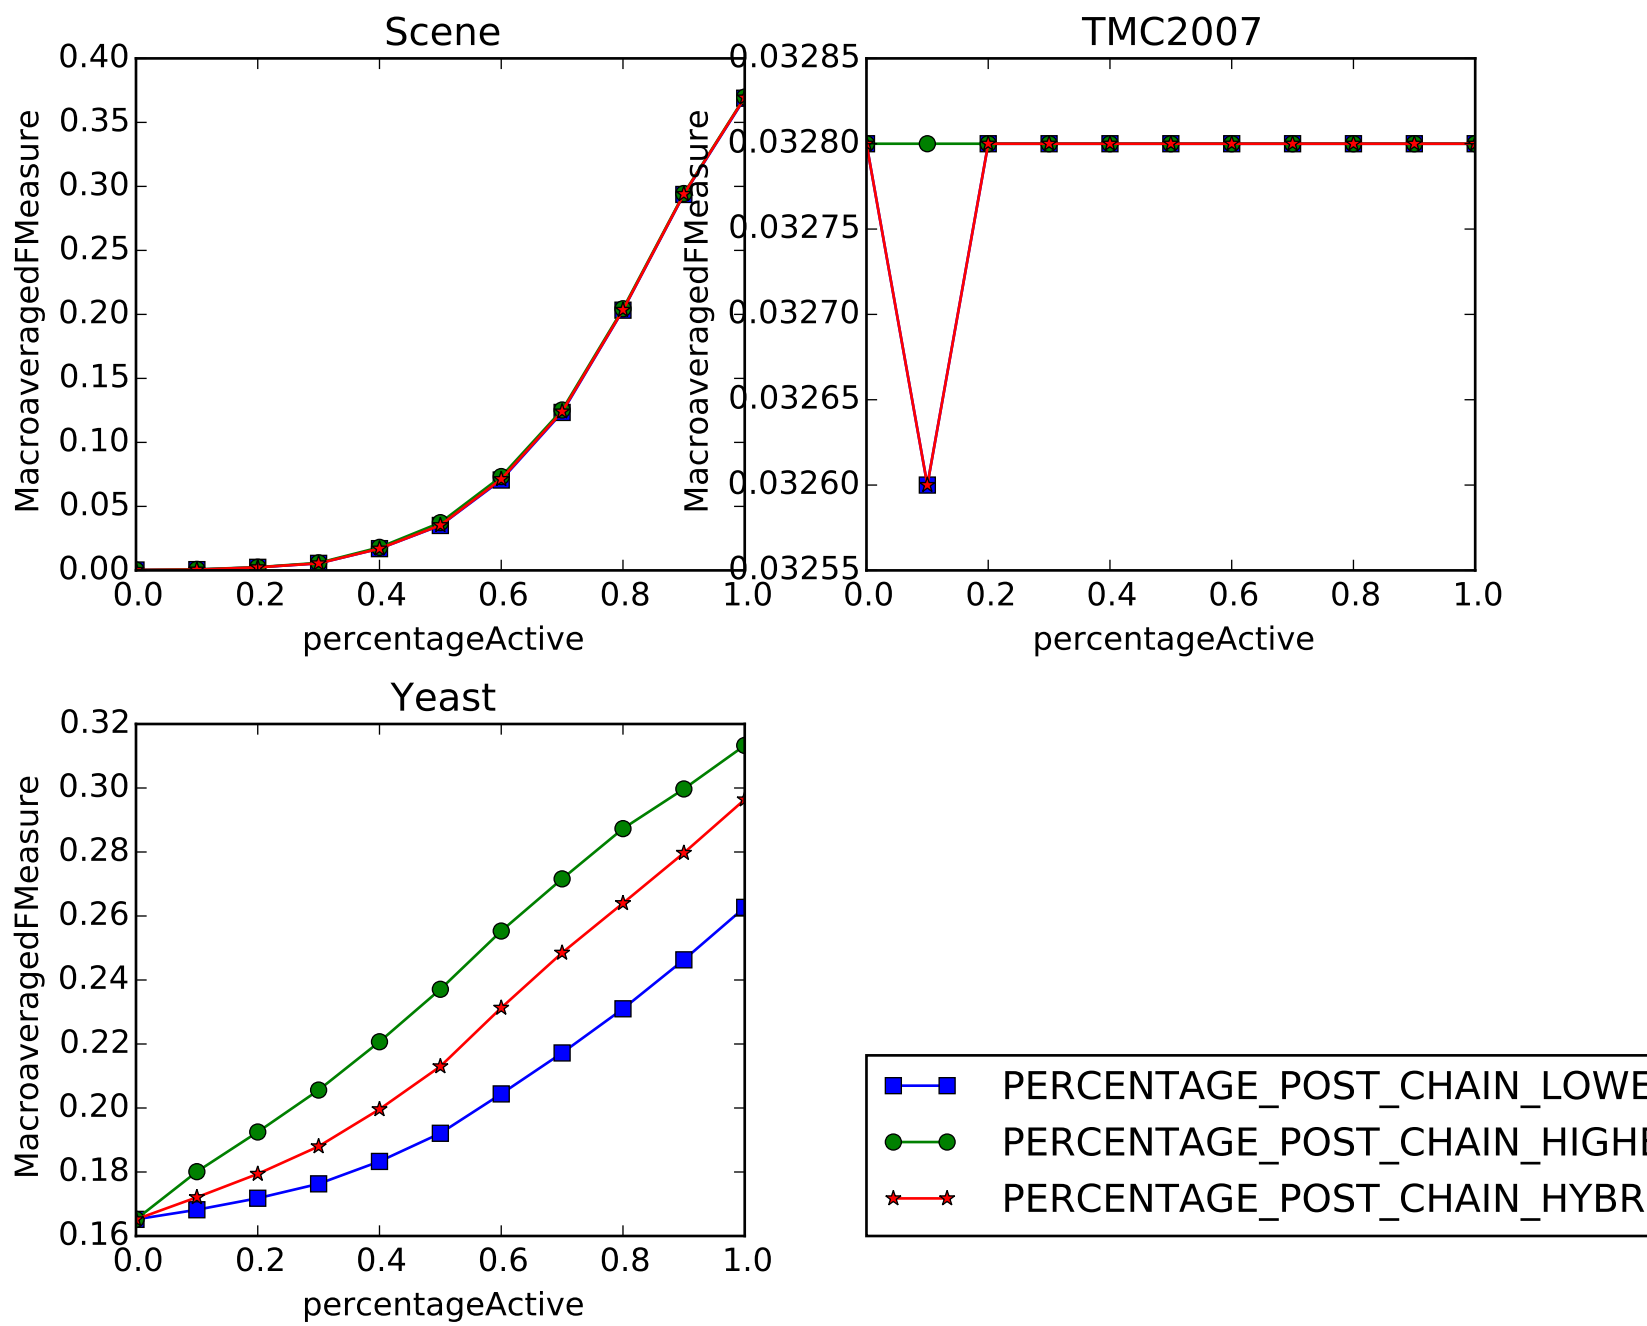 Scene
0.40
0.35
0.30
0.25
0.20
0.15
0.10
0.05
0.00
MacroaveragedFMeasure
0.0 0.2 0.4 0.6 0.8 1.0
percentageActive
TMC2007
0.03285
0.03280
0.03275
0.03270
0.03265
0.03260
0.03255
MacroaveragedFMeasure
0.0 0.2 0.4 0.6 0.8 1.0
percentageActive
Yeast
0.32
0.30
0.28
0.26
0.24
0.22
0.20
0.18
0.16
MacroaveragedFMeasure
0.0 0.2 0.4 0.6 0.8 1.0
percentageActive
PERCENTAGE_POST_CHAIN_LOWE
PERCENTAGE_POST_CHAIN_HIGHE
PERCENTAGE_POST_CHAIN_HYBR